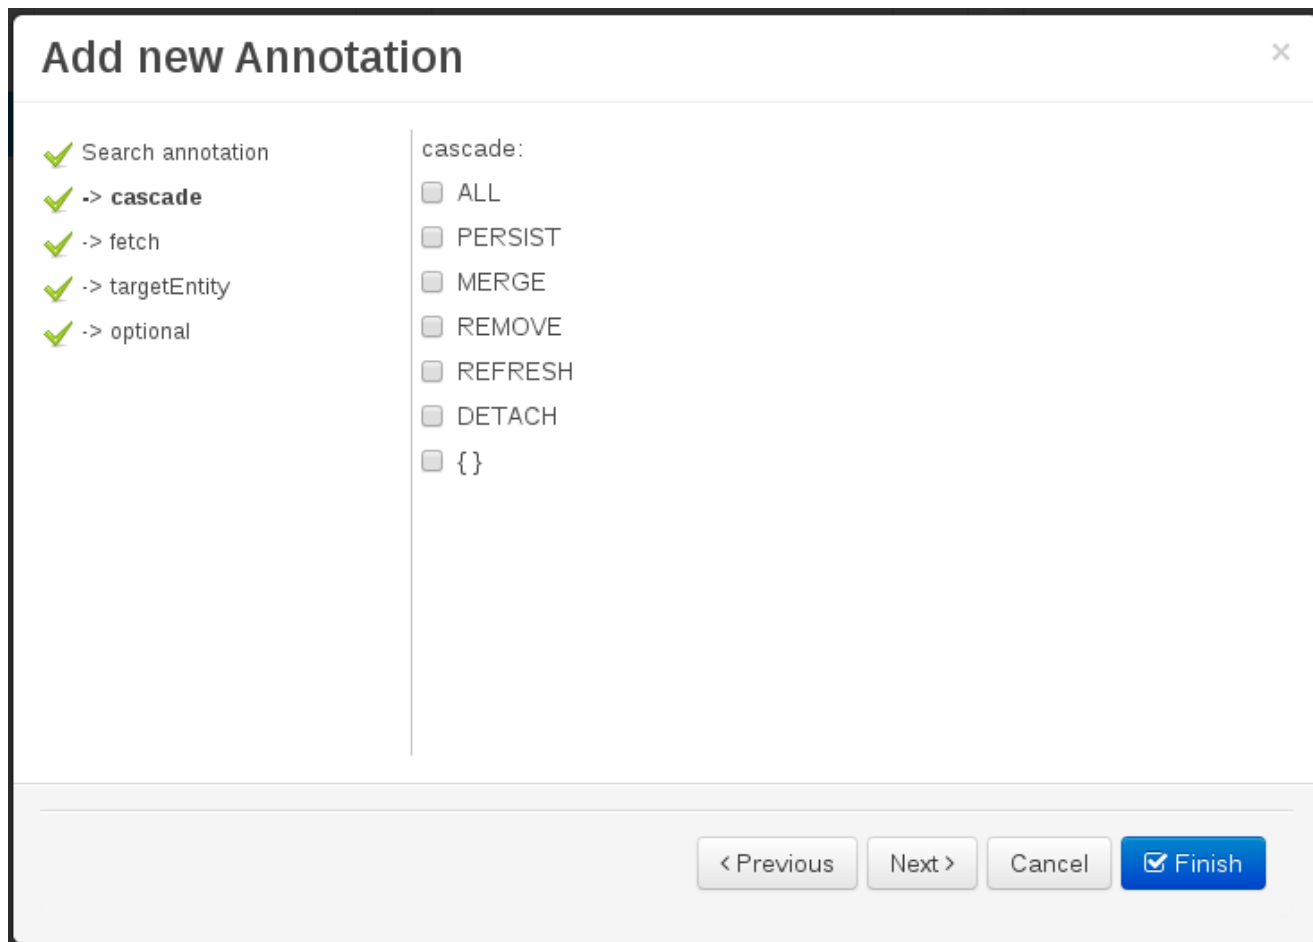 Add new Annotation
×
Search annotation
-> cascade
-> fetch
-> targetEntity
-> optional
cascade:
ALL
PERSIST
MERGE
REMOVE
REFRESH
DETACH
{}
< Previous
Next >
Cancel
Finish